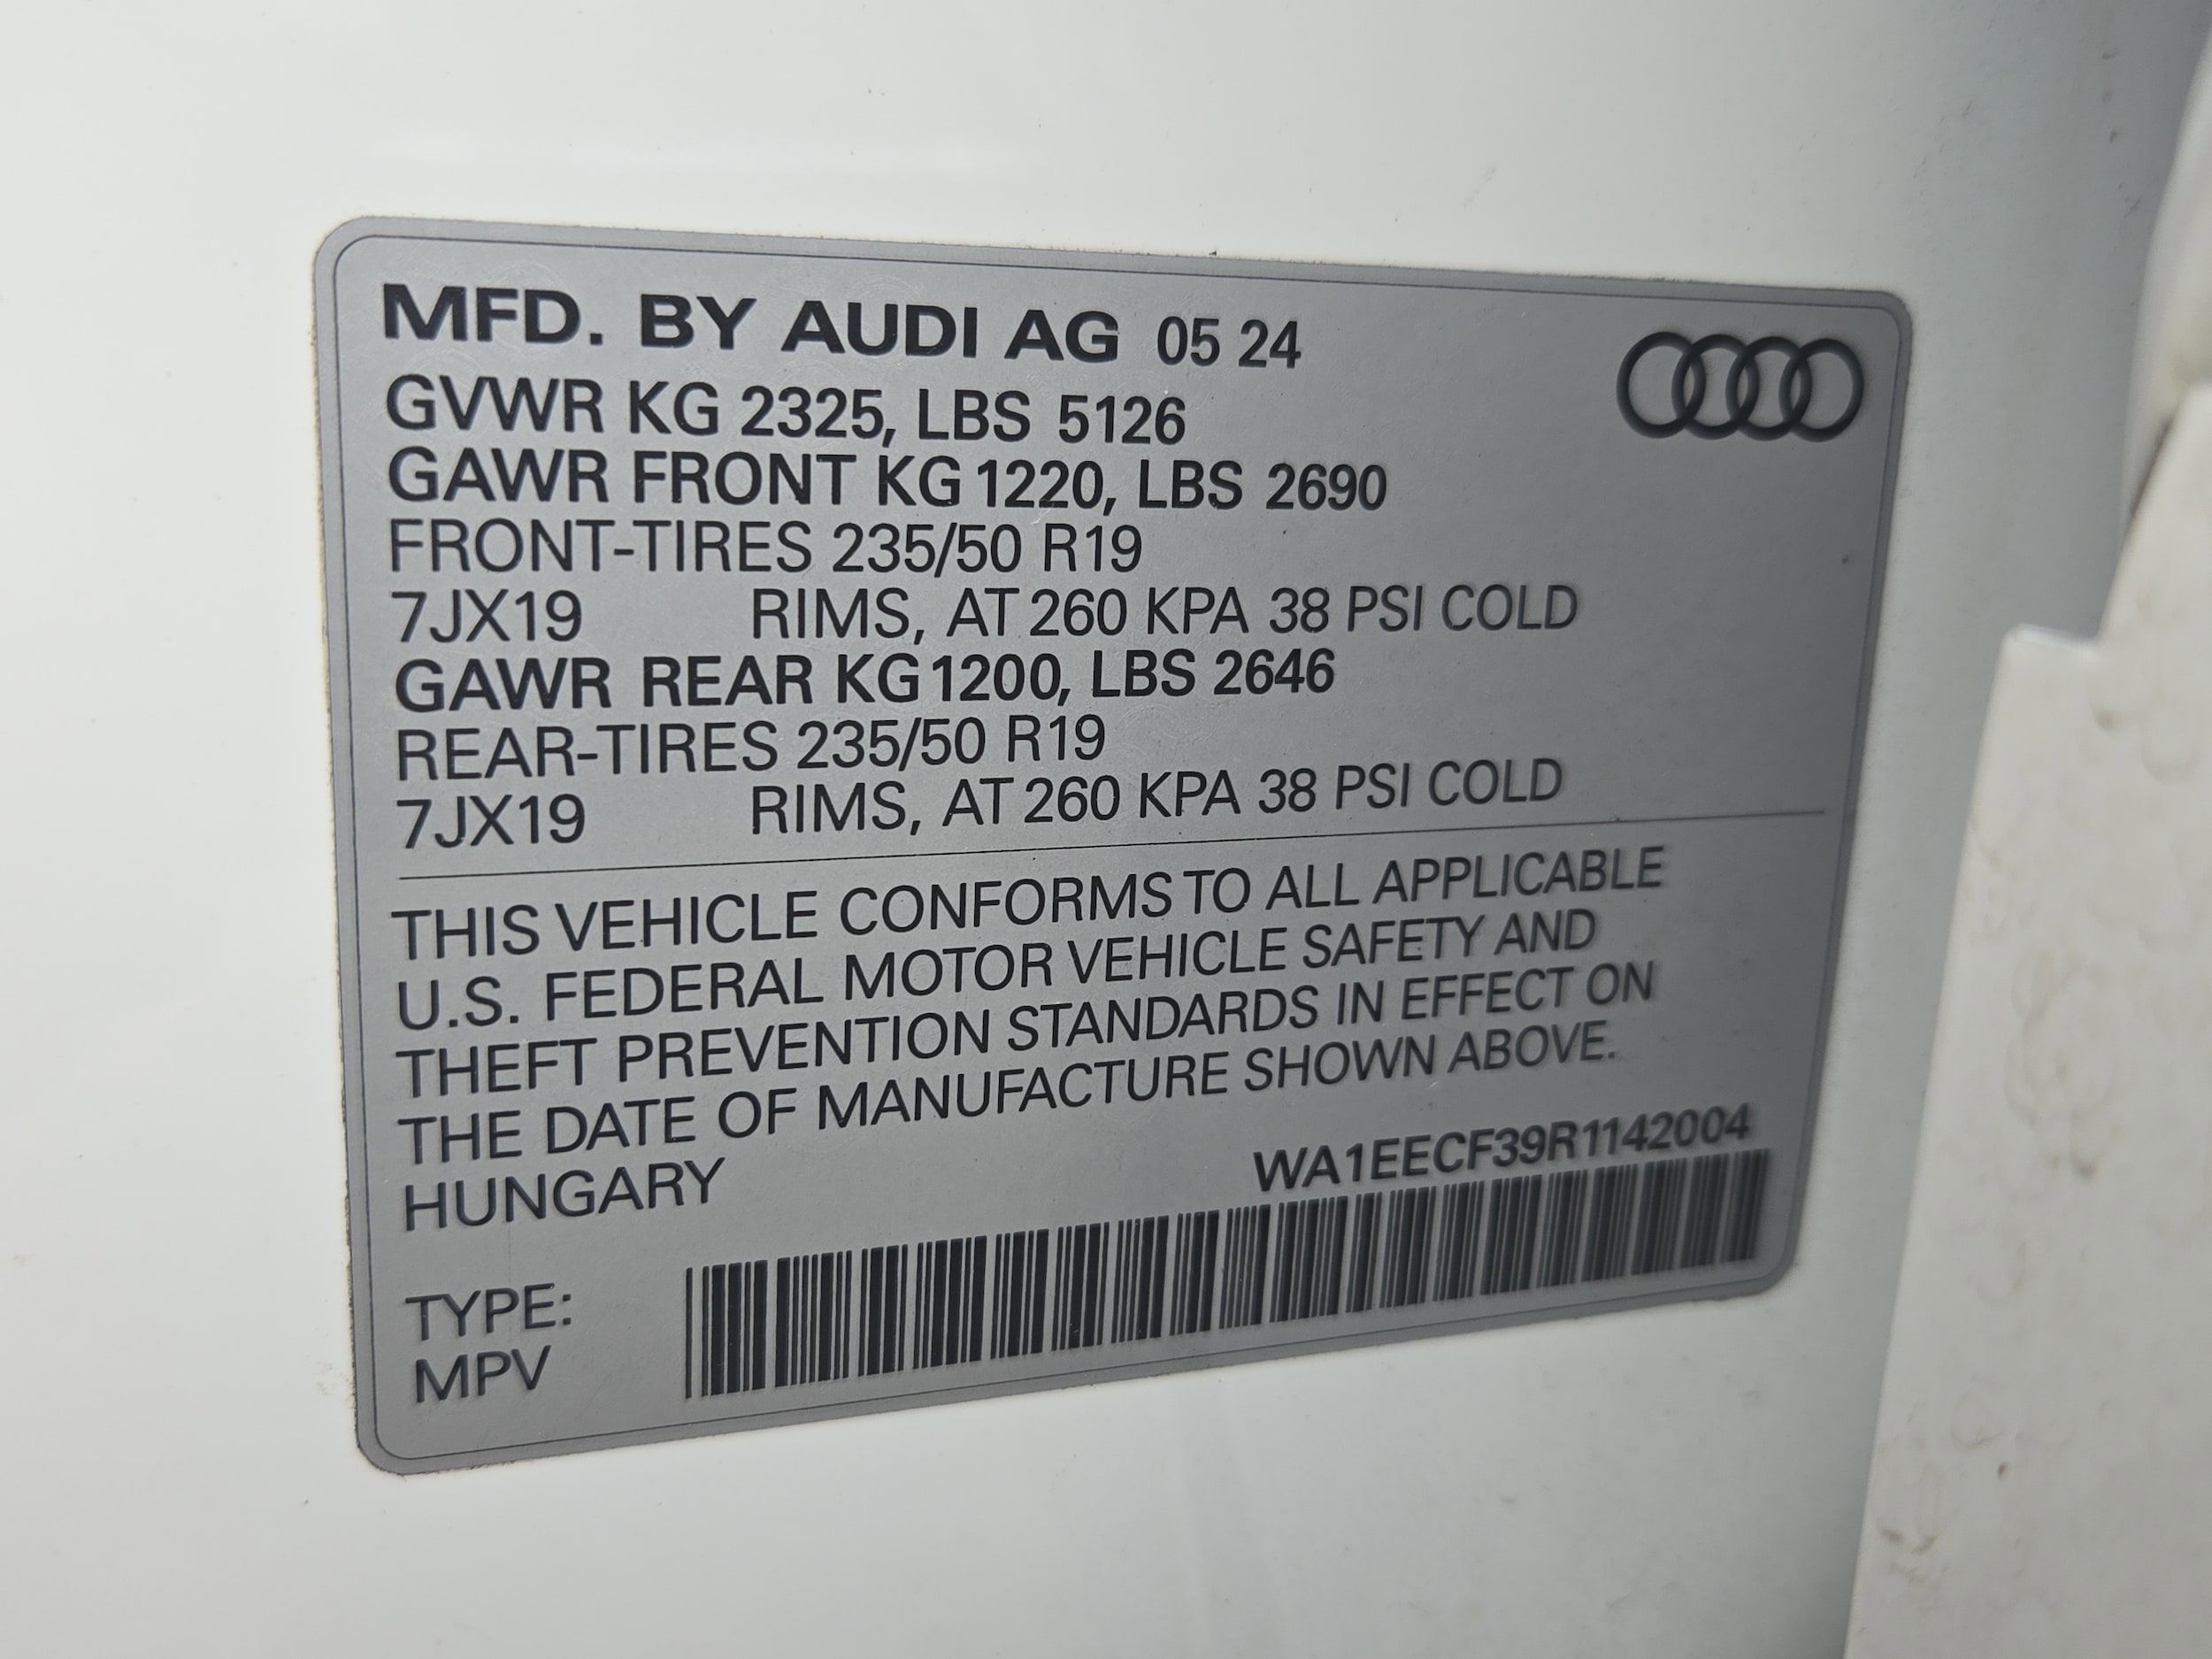 MFD. BY AUDI AG 05 24
GVWR KG 2325, LBS 5126
GAWR FRONT KG 1220, LBS 2690
FRONT-TIRES 235/50 R19
7JX19 RIMS, AT 260 KPA 38 PSI COLD
GAWR REAR KG 1200, LBS 2646
REAR-TIRES 235/50 R19
7JX19 RIMS, AT 260 KPA 38 PSI COLD
THIS VEHICLE CONFORMS TO ALL APPLICABLE
U.S. FEDERAL MOTOR VEHICLE SAFETY AND
THEFT PREVENTION STANDARDS IN EFFECT ON
THE DATE OF MANUFACTURE SHOWN ABOVE.
HUNGARY WA1EECF39R1142004
TYPE:
MPV